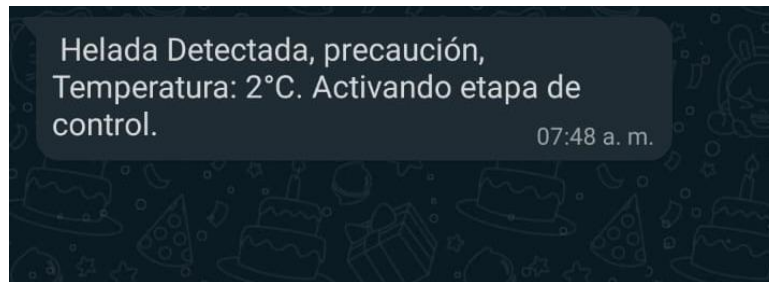 Helada Detectada, precaución,
Temperatura: 2°C. Activando etapa de
control.
07:48 a. m.